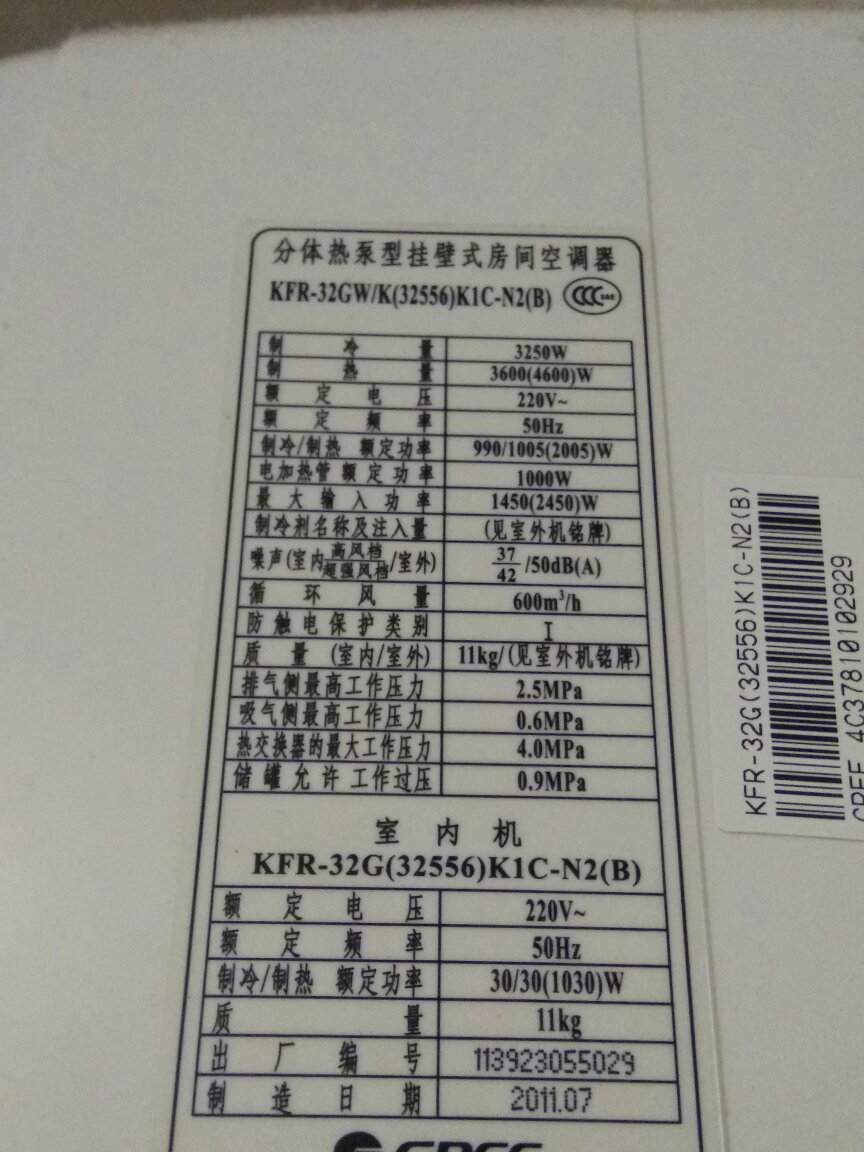 分体热泵型挂壁式房间空调器
KFR-32GW/K(32556)K1C-N2(B)
制冷量 3250W
制热量 3600(4600)W
额定电压 220V~
额定频率 50Hz
制冷/制热 额定功率 990/1005(2005)W
电加热管 额定功率 1000W
最大输入功率 1450(2450)W
制冷剂名称及注入量 (见室外机铭牌)
噪声(室内高风档/超强风档/室外) 37/42/50dB(A)
循环风量 600m³/h
防触电保护类别 I
质量 (室内/室外) 11kg/(见室外机铭牌)
排气侧最高工作压力 2.5MPa
吸气侧最高工作压力 0.6MPa
热交换器的最大工作压力 4.0MPa
储罐允许工作过压 0.9MPa
室内机
KFR-32G(32556)K1C-N2(B)
额定电压 220V~
额定频率 50Hz
制冷/制热 额定功率 30/30(1030)W
质量 11kg
出厂编号 113923055029
制造日期 2011.07
GREE
KFR-32G(32556)K1C-N2(B)
GREE 4C37810102929